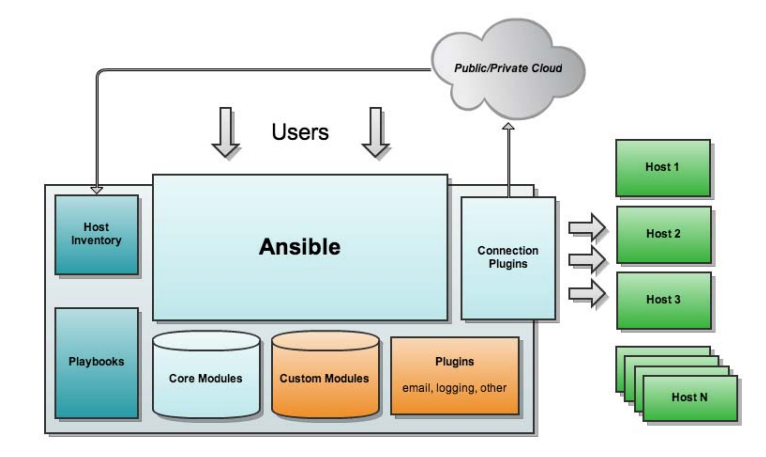 Public/Private Cloud
Users
Host 1
Host
Inventory
Ansible
Connection
Plugins
Host 2
Host 3
Playbooks
Core Modules
Custom Modules
Plugins
email, logging, other
Host N